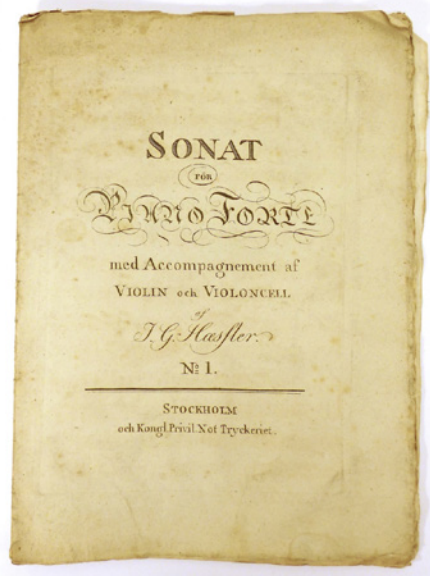 SONAT
FÖR
PIANO FORTE
med Accompagnement af
VIOLIN och VIOLONCELL
af
J. G. Hæssler.
No. 1.
STOCKHOLM
och Kongl. Privil. Not Tryckeriet.